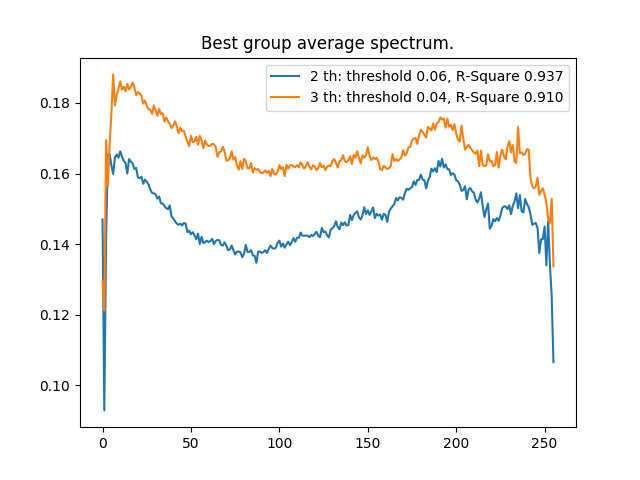 Best group average spectrum.
2 th: threshold 0.06, R-Square 0.937
3 th: threshold 0.04, R-Square 0.910
0.18
0.16
0.14
0.12
0.10
0 50 100 150 200 250